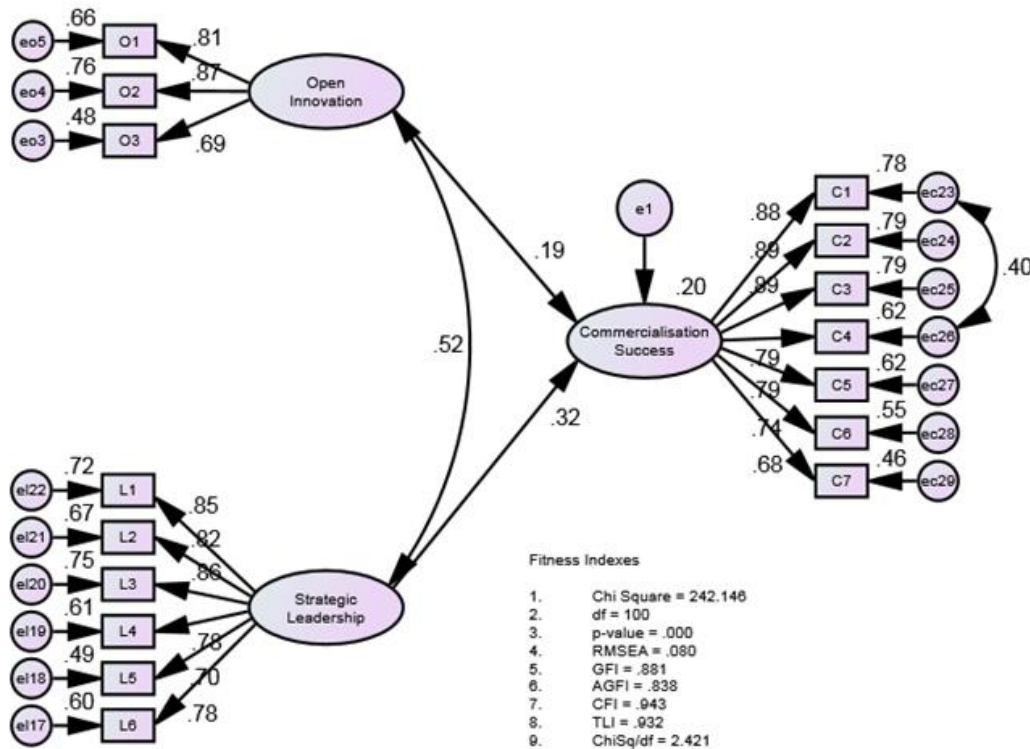 .66
eo5
O1
.81
Open
Innovation
.76
eo4
O2
.87
.48
eo3
O3
.69
e1
.19
.20
Commercialisation
Success
.52
.32
.88
C1
.78
ec23
.89
C2
.79
ec24
.89
C3
.79
ec25
.40
C4
.62
ec26
.79
C5
.62
ec27
.79
C6
.55
ec28
.74
C7
.46
ec29
.68
.72
el22
L1
.85
.67
el21
L2
.82
.75
el20
L3
.86
Strategic
Leadership
.61
el19
L4
.78
.49
el18
L5
.70
.60
el17
L6
.78
Fitness Indexes
1. Chi Square = 242.146
2. df = 100
3. p-value = .000
4. RMSEA = .080
5. GFI = .881
6. AGFI = .838
7. CFI = .943
8. TLI = .932
9. ChiSq/df = 2.421